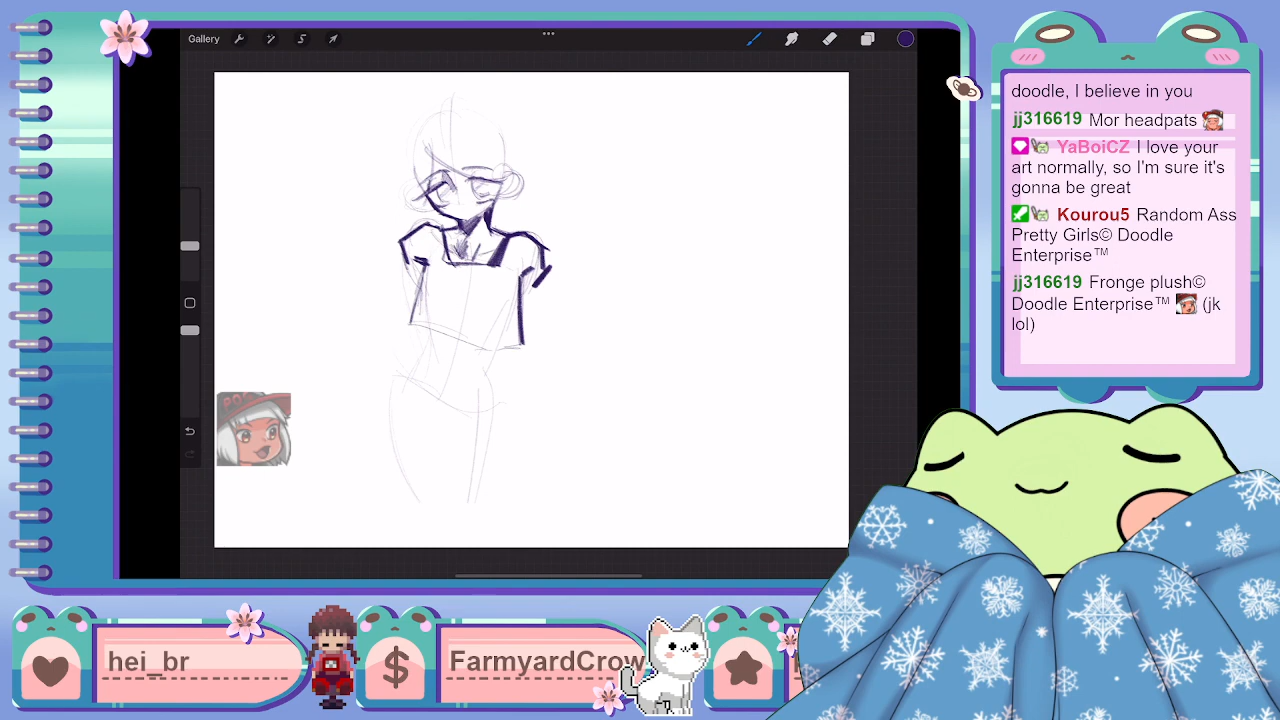 Gallery
doodle, I believe in you
jj316619 Mor headpats
YaBoiCZ I love your
art normally, so I'm sure it's
gonna be great
Kourou5 Random Ass
Pretty Girls© Doodle
Enterprise™
jj316619 Fronge plush©
Doodle Enterprise™ (jk
lol)
hei_br
$
FarmyardCrow